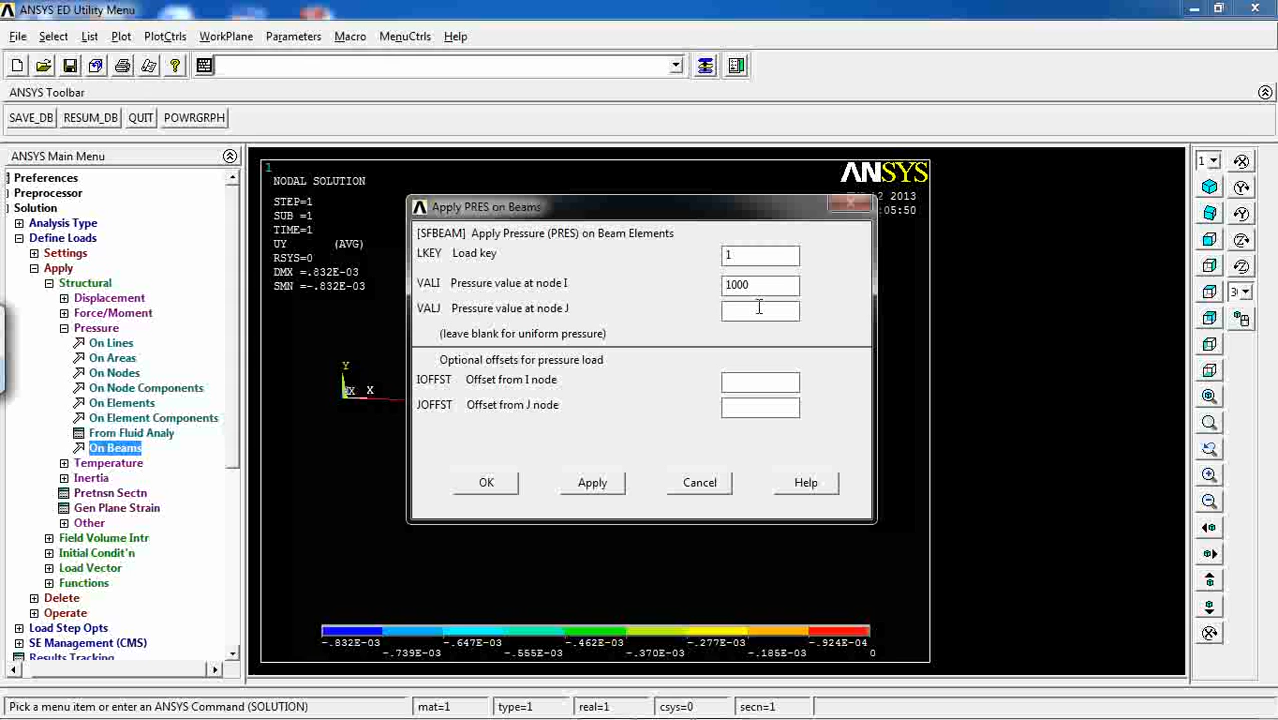 ANSYS ED Utility Menu
File Select List Plot PlotCtrls WorkPlane Parameters Macro MenuCtrls Help
ANSYS Toolbar
SAVE_DB RESUM_DB QUIT POWRGRPH
ANSYS Main Menu
Preferences
Preprocessor
Solution
Analysis Type
Define Loads
Settings
Apply
Structural
Displacement
Force/Moment
Pressure
On Lines
On Areas
On Nodes
On Node Components
On Elements
On Element Components
From Fluid Analy
On Beams
Temperature
Inertia
Pretnsn Sectn
Gen Plane Strain
Other
Field Volume Intr
Initial Condit'n
Load Vector
Functions
Delete
Operate
Load Step Opts
SE Management (CMS)
Results Tracking
1
NODAL SOLUTION
STEP=1
SUB =1
TIME=1
UY (AVG)
RSYS=0
DMX =.832E-03
SMN =-.832E-03
ANSYS
2 2013
:05:50
Y
X
Apply PRES on Beams
[SFBEAM] Apply Pressure (PRES) on Beam Elements
LKEY Load key 1
VALI Pressure value at node I 1000
VALJ Pressure value at node J
(leave blank for uniform pressure)
Optional offsets for pressure load
IOFFST Offset from I node
JOFFST Offset from J node
OK Apply Cancel Help
-.832E-03 -.647E-03 -.462E-03 -.277E-03 -.924E-04
-.739E-03 -.555E-03 -.370E-03 -.185E-03 0
1
Pick a menu item or enter an ANSYS Command (SOLUTION) mat=1 type=1 real=1 csys=0 secn=1